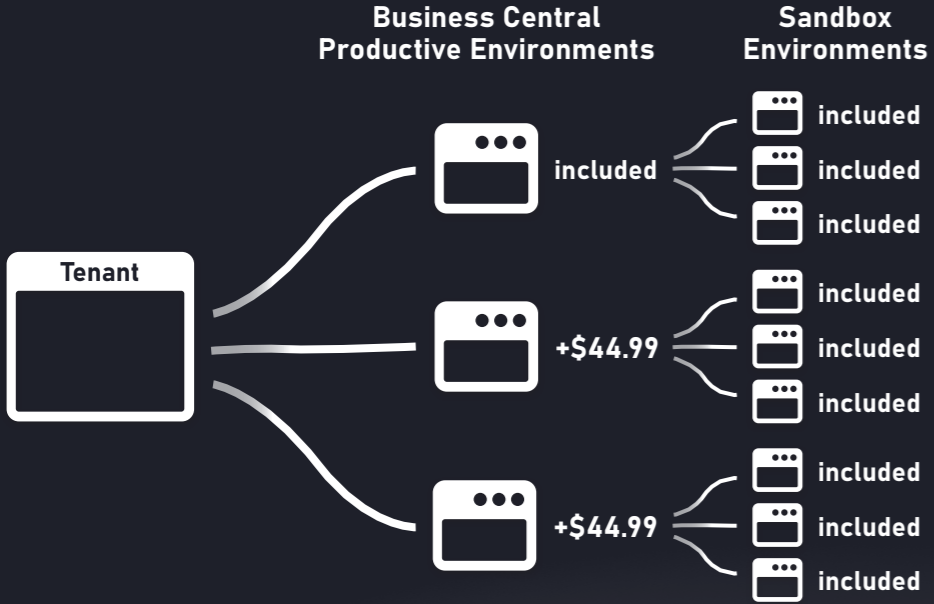 Business Central
Productive Environments
Sandbox
Environments
Tenant
included
included
included
included
+$44.99
included
included
included
+$44.99
included
included
included